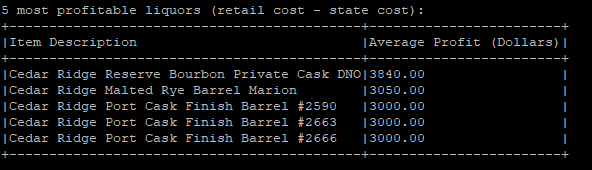 5 most profitable liquors (retail cost - state cost):
+----------------------------------------------+-------------------------+
|Item Description                              |Average Profit (Dollars)|
+----------------------------------------------+-------------------------+
|Cedar Ridge Reserve Bourbon Private Cask DNO|3840.00                 |
|Cedar Ridge Malted Rye Barrel Marion          |3050.00                 |
|Cedar Ridge Port Cask Finish Barrel #2590     |3000.00                 |
|Cedar Ridge Port Cask Finish Barrel #2663     |3000.00                 |
|Cedar Ridge Port Cask Finish Barrel #2666     |3000.00                 |
+----------------------------------------------+-------------------------+